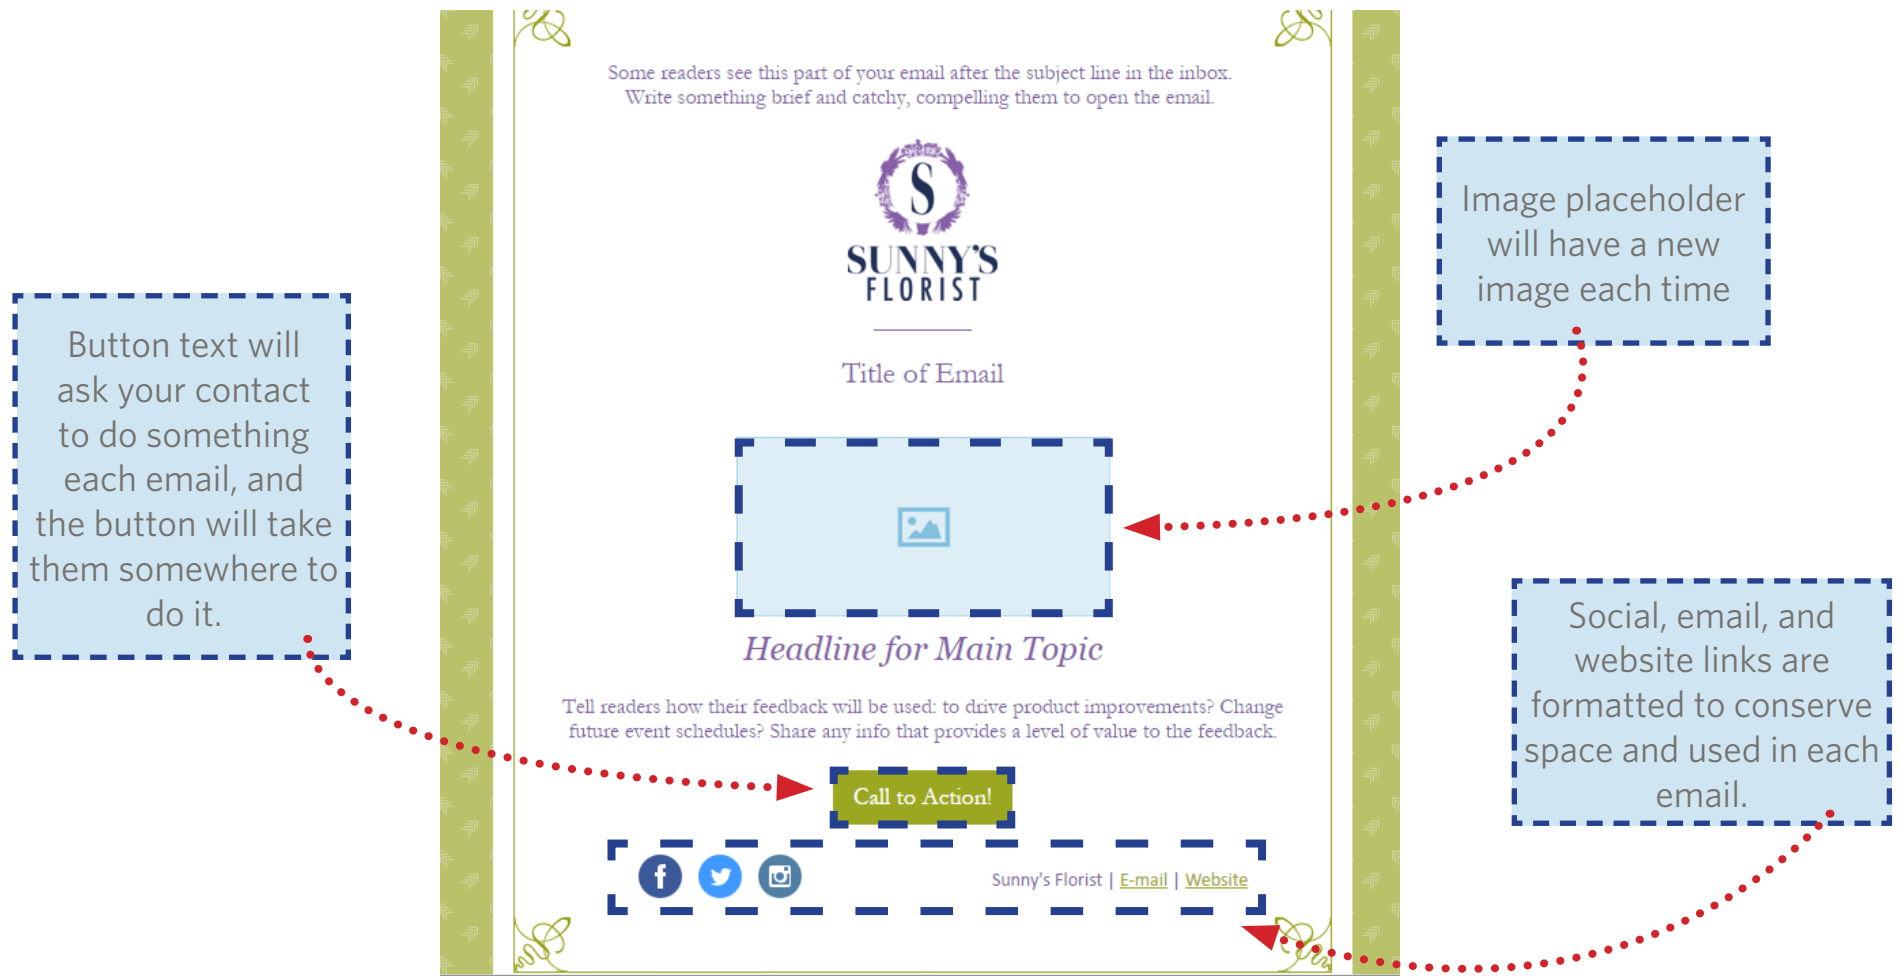 Some readers see this part of your email after the subject line in the inbox.
Write something brief and catchy, compelling them to open the email.
S
SUNNY'S
FLORIST
Title of Email
Headline for Main Topic
Tell readers how their feedback will be used: to drive product improvements? Change
future event schedules? Share any info that provides a level of value to the feedback.
Call to Action!
f
Sunny's Florist | E-mail | Website
Button text will
ask your contact
to do something
each email, and
the button will take
them somewhere to
do it.
Image placeholder
will have a new
image each time
Social, email, and
website links are
formatted to conserve
space and used in each
email.